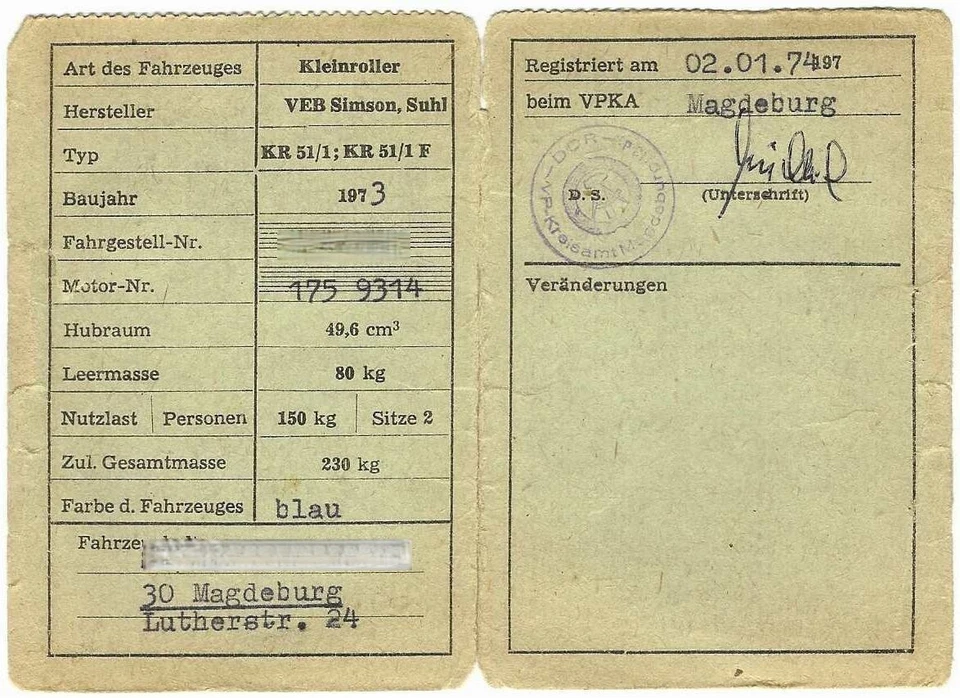 Art des Fahrzeuges Kleinroller
Hersteller VEB Simson, Suhl
Typ KR 51/1; KR 51/1 F
Baujahr 1973
Fahrgestell-Nr.
Motor-Nr. 175 9314
Hubraum 49,6 cm³
Leermasse 80 kg
Nutzlast Personen 150 kg Sitze 2
Zul. Gesamtmasse 230 kg
Farbe d. Fahrzeuges blau
30 Magdeburg
Lutherstr. 24
Registriert am 02.01.74 197
beim VPKA Magdeburg
D. S. (Unterschrift)
VP-Kreisamt Magdeburg
Veränderungen